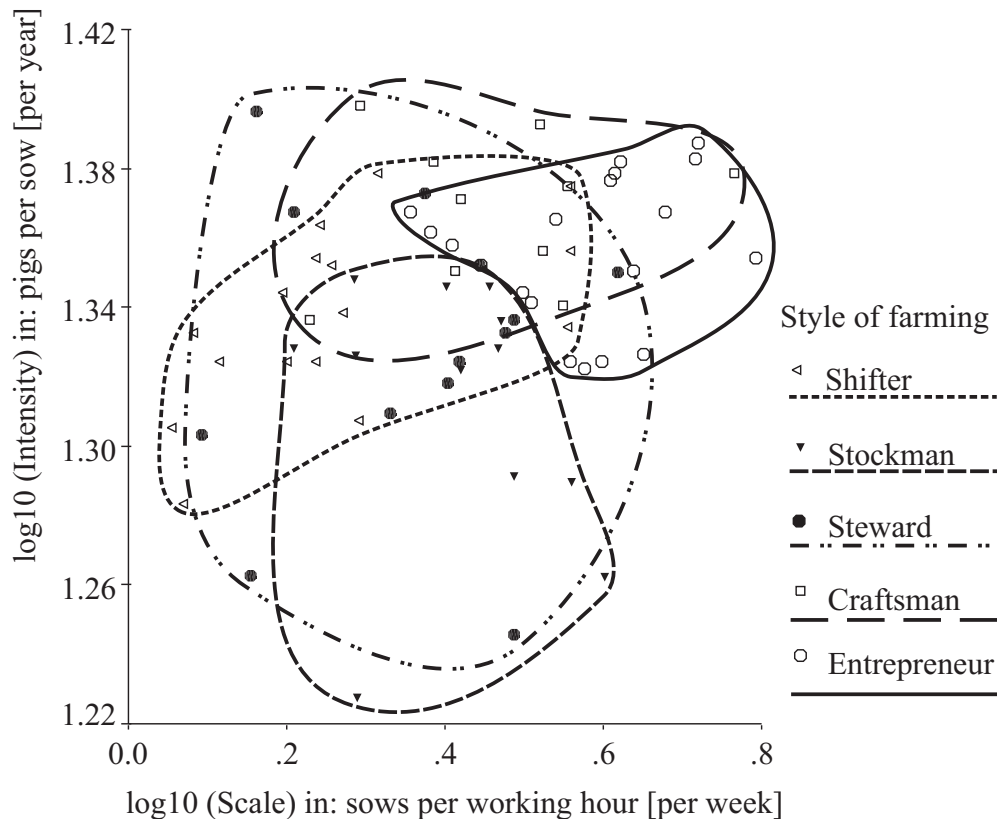 log10 (Intensity) in: pigs per sow [per year]
1.42
1.38
1.34
1.30
1.26
1.22
0.0 .2 .4 .6 .8
log10 (Scale) in: sows per working hour [per week]
Style of farming
Shifter
Stockman
Steward
Craftsman
Entrepreneur